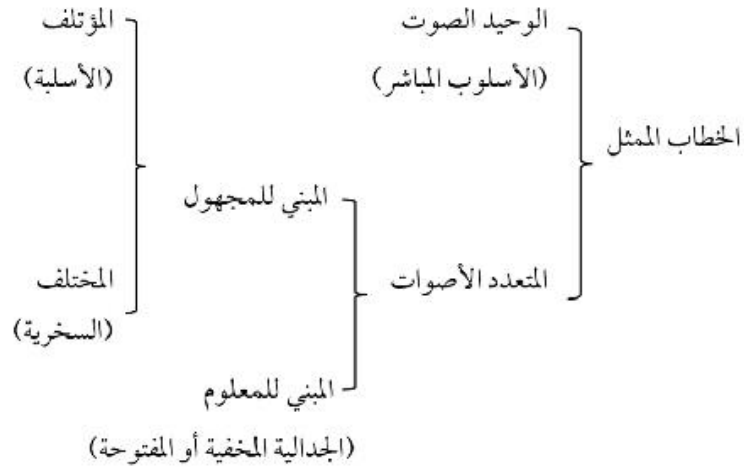 الوحيد الصوت
المؤتلف
(الأسلوب المباشر)
(الأسلبة)
الخطاب الممثل
المبني للمجهول
المتعدد الأصوات
المختلف
(السخرية)
المبني للمعلوم
(الجدالية المخفية أو المفتوحة)